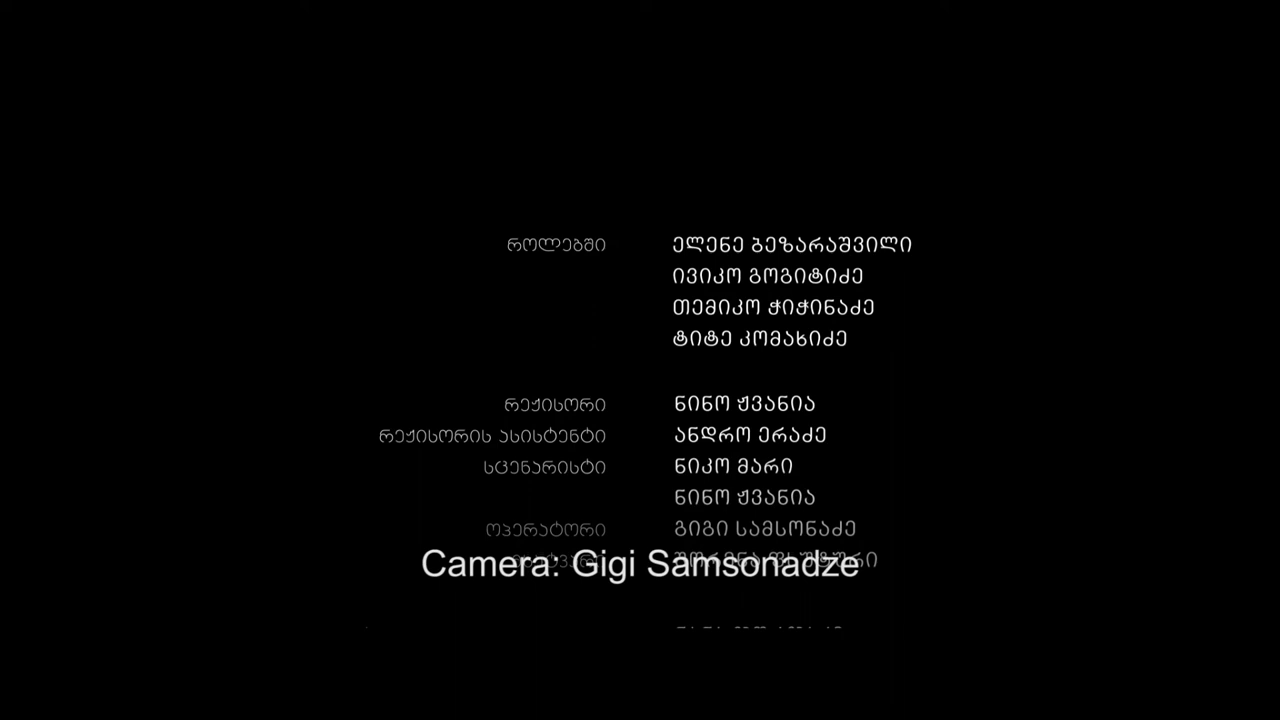 როლებში ელენე ბეზარაშვილი
ივიკო გოგიტიძე
თემიკო ჭიჭინაძე
ტიტე კომახიძე
რეჟისორი ნინო ჟვანია
რეჟისორის ასისტენტი ანდრო ერაძე
სცენარისტი ნიკო მარი
ნინო ჟვანია
ოპერატორი გიგი სამსონაძე
Camera: Gigi Samsonadze